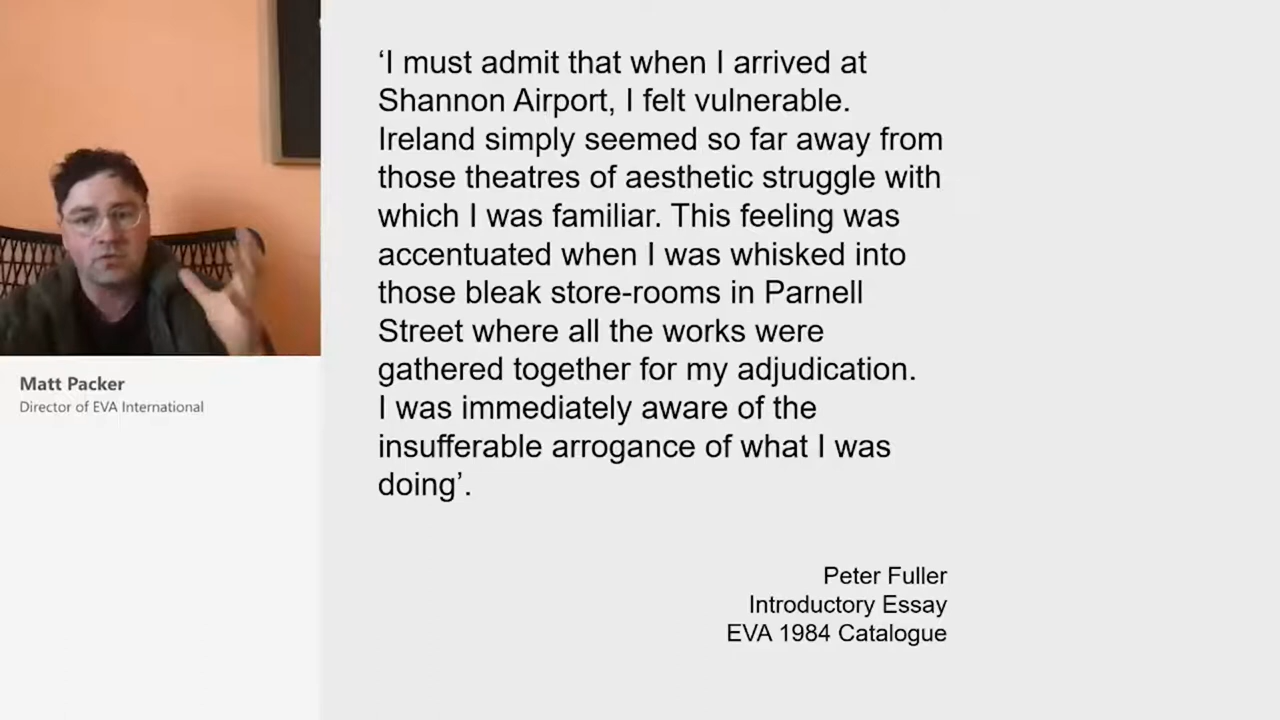 ‘I must admit that when I arrived at
Shannon Airport, I felt vulnerable.
Ireland simply seemed so far away from
those theatres of aesthetic struggle with
which I was familiar. This feeling was
accentuated when I was whisked into
those bleak store-rooms in Parnell
Street where all the works were
gathered together for my adjudication.
I was immediately aware of the
insufferable arrogance of what I was
doing’.
Peter Fuller
Introductory Essay
EVA 1984 Catalogue
Matt Packer
Director of EVA International